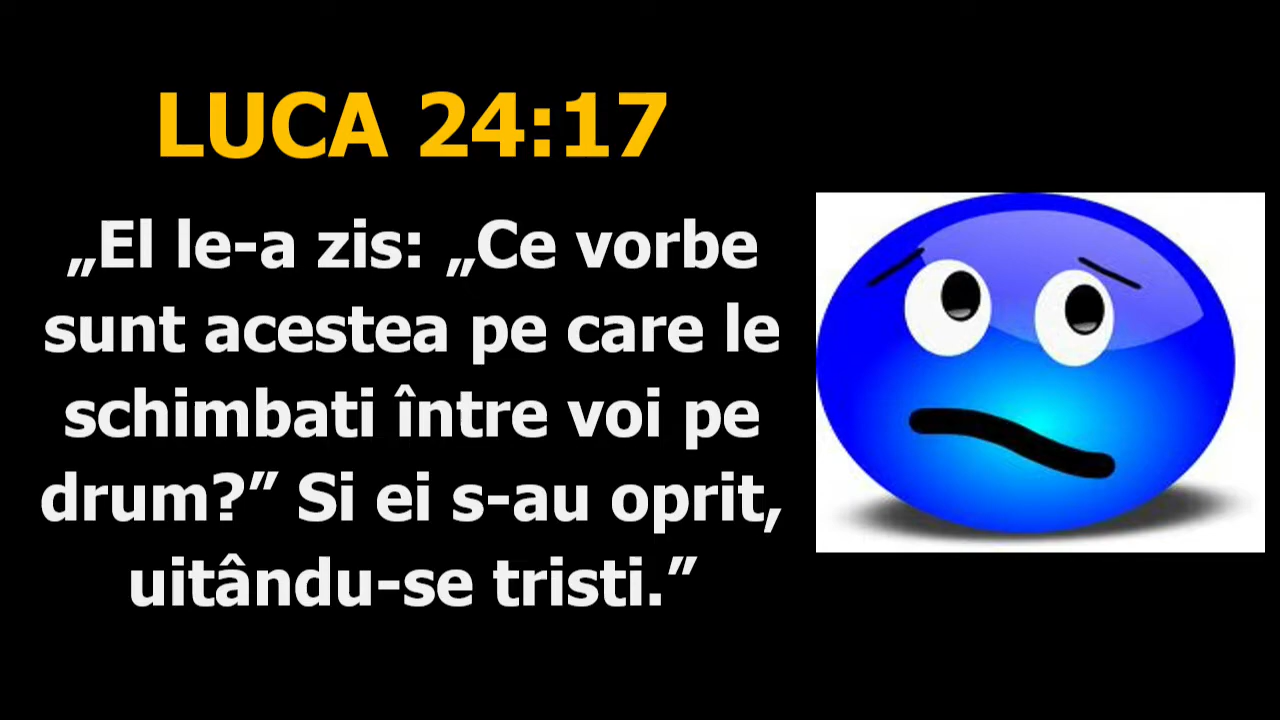 LUCA 24:17
„El le-a zis: „Ce vorbe
sunt acestea pe care le
schimbati între voi pe
drum?” Si ei s-au oprit,
uitându-se tristi.”